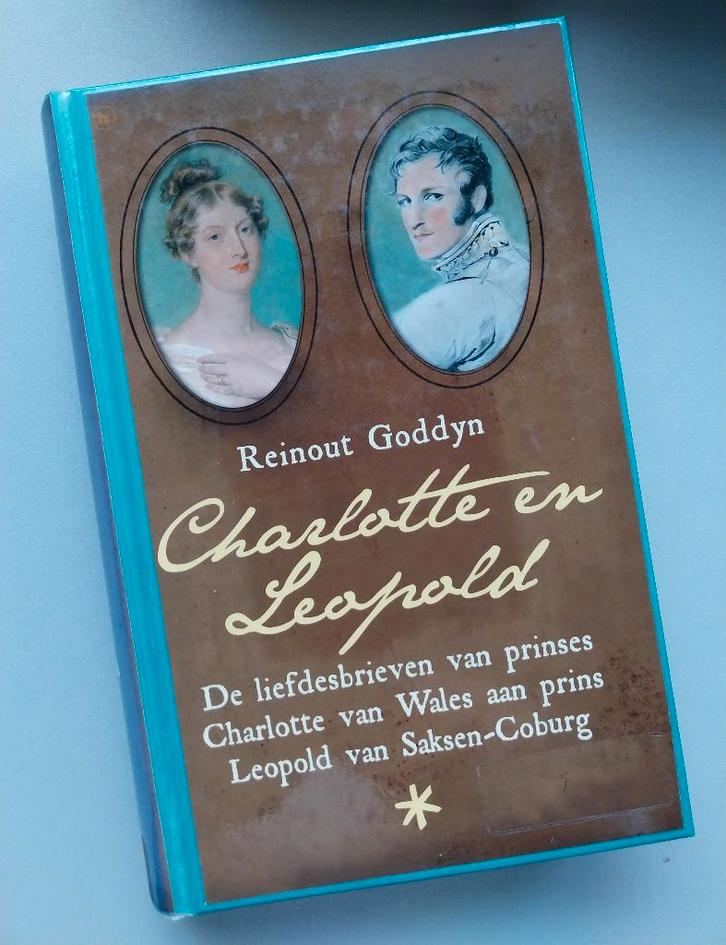 Reinout Goddyn
Charlotte en
Leopold
De liefdesbrieven van prinses
Charlotte van Wales aan prins
Leopold van Saksen-Coburg
*